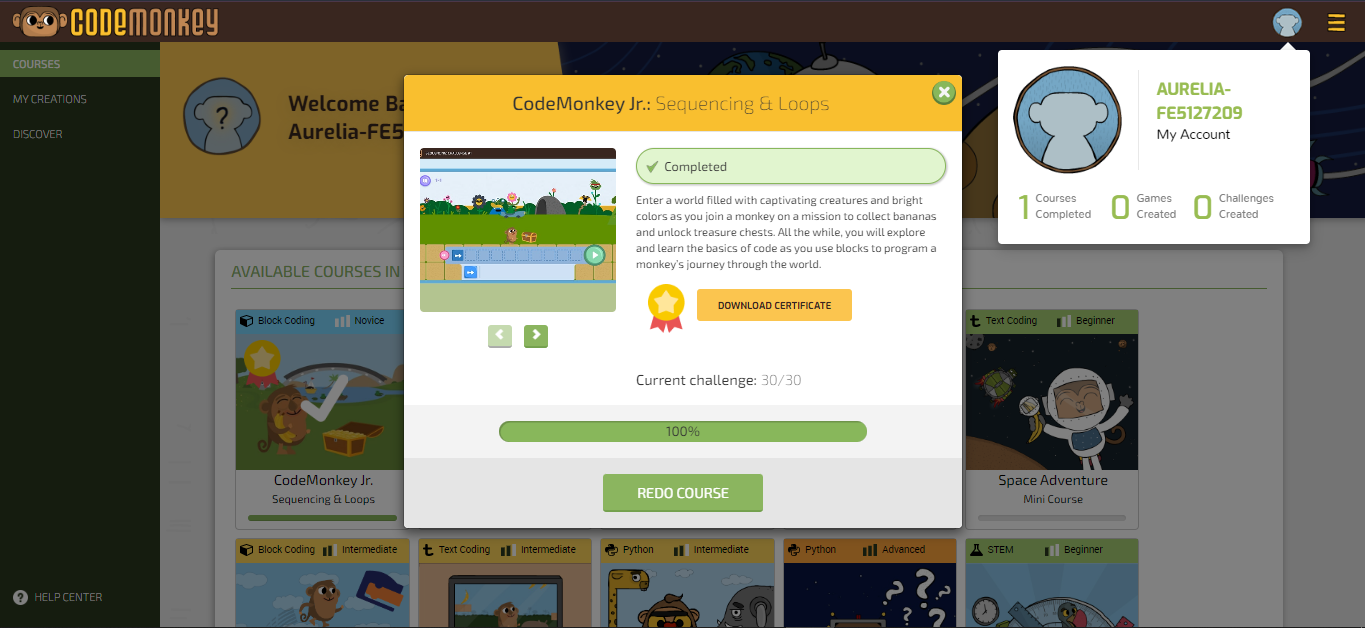 CODEMONKEY
COURSES
MY CREATIONS
DISCOVER
HELP CENTER
?
Welcome Ba
Aurelia-FE5
AURELIA-
FE5127209
My Account
1 Courses
Completed
0 Games
Created
0 Challenges
Created
CodeMonkey Jr.: Sequencing & Loops
Completed
Enter a world filled with captivating creatures and bright
colors as you join a monkey on a mission to collect bananas
and unlock treasure chests. All the while, you will explore
and learn the basics of code as you use blocks to program a
monkey's journey through the world.
DOWNLOAD CERTIFICATE
Current challenge: 30/30
100%
REDO COURSE
AVAILABLE COURSES IN
Block Coding Novice
CodeMonkey Jr.
Sequencing & Loops
Text Coding Beginner
Space Adventure
Mini Course
Block Coding Intermediate
Text Coding Intermediate
Python Intermediate
Python Advanced
STEM Beginner